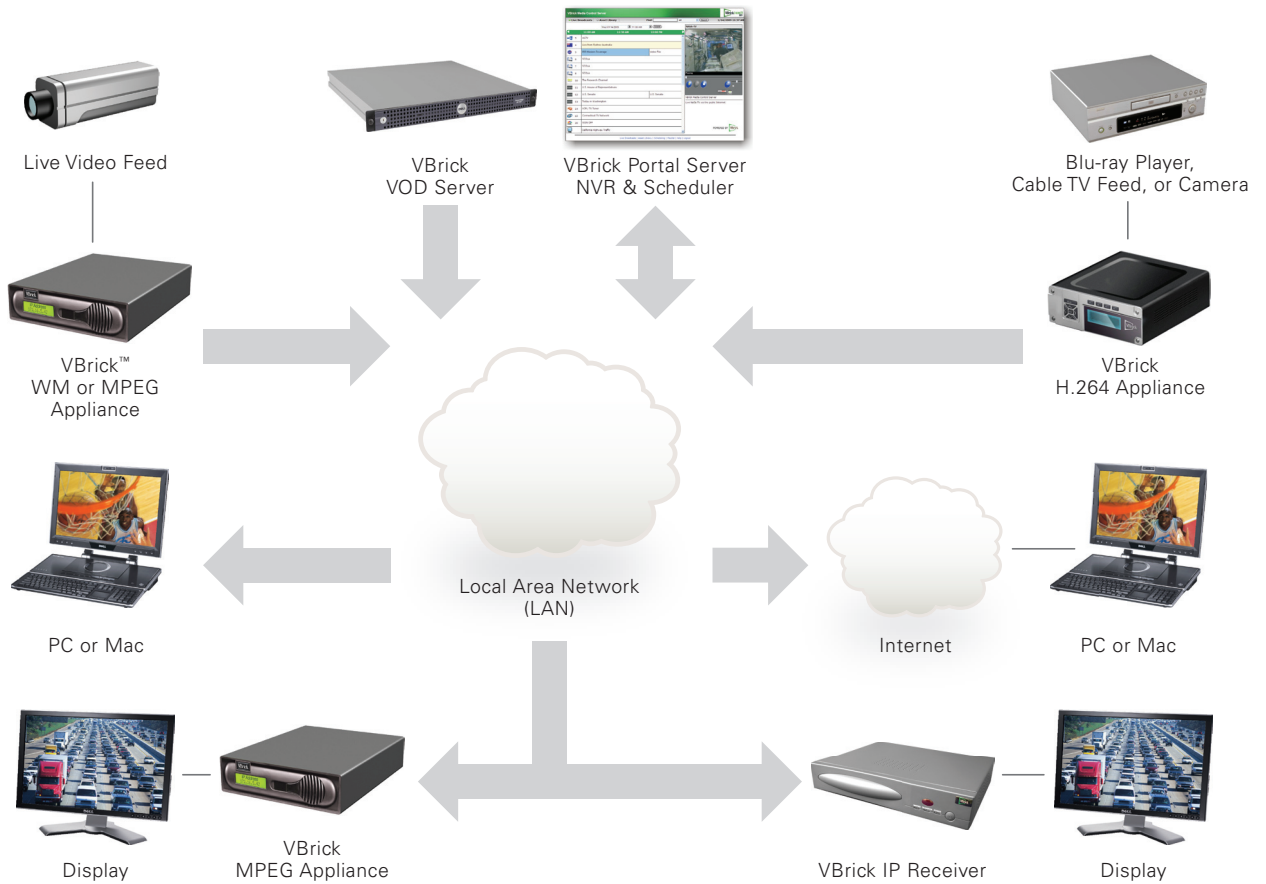 Live Video Feed
VBrick
VOD Server
VBrick Portal Server
NVR & Scheduler
Blu-ray Player,
Cable TV Feed, or Camera
VBrick™
WM or MPEG
Appliance
VBrick
H.264 Appliance
Local Area Network
(LAN)
PC or Mac
Internet
PC or Mac
Display
VBrick
MPEG Appliance
VBrick IP Receiver
Display